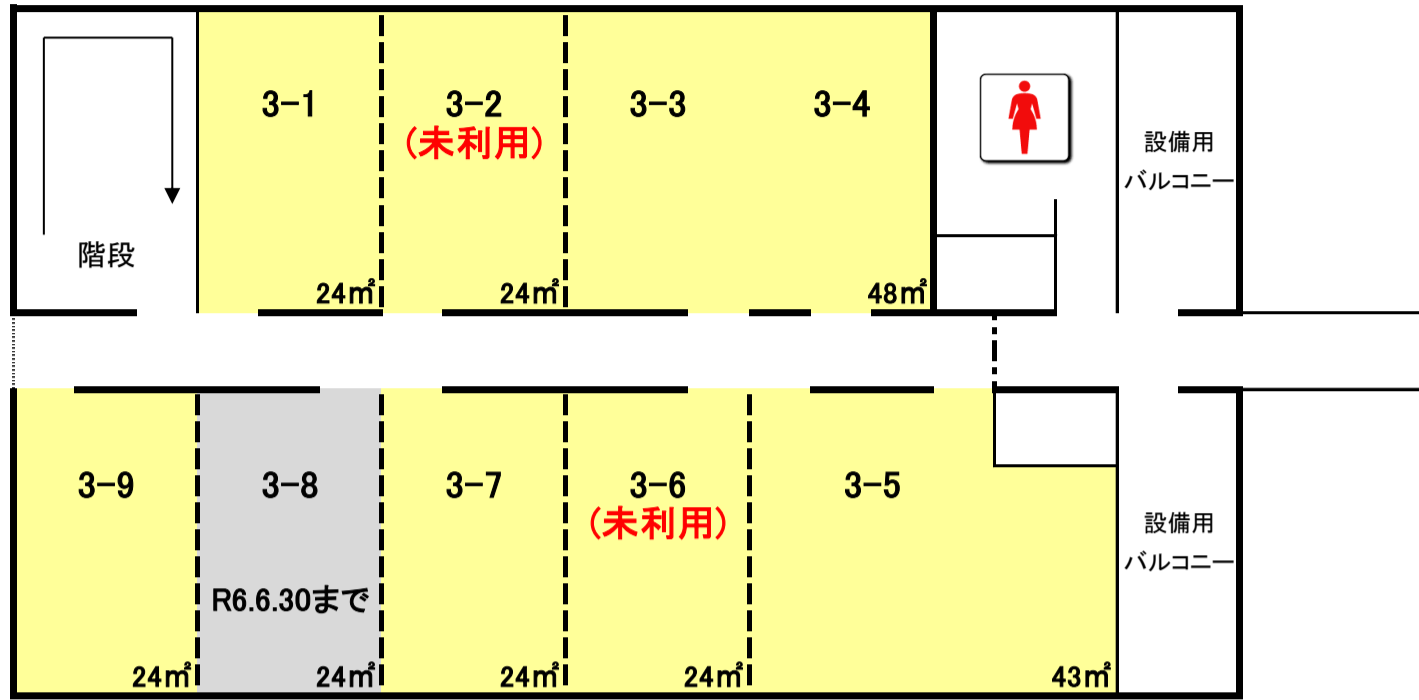 3-1
3-2
(未利用)
3-3
3-4
設備用
バルコニー
階段
24㎡
24㎡
48㎡
3-9
3-8
3-7
3-6
(未利用)
3-5
設備用
バルコニー
R6.6.30まで
24㎡
24㎡
24㎡
24㎡
43㎡